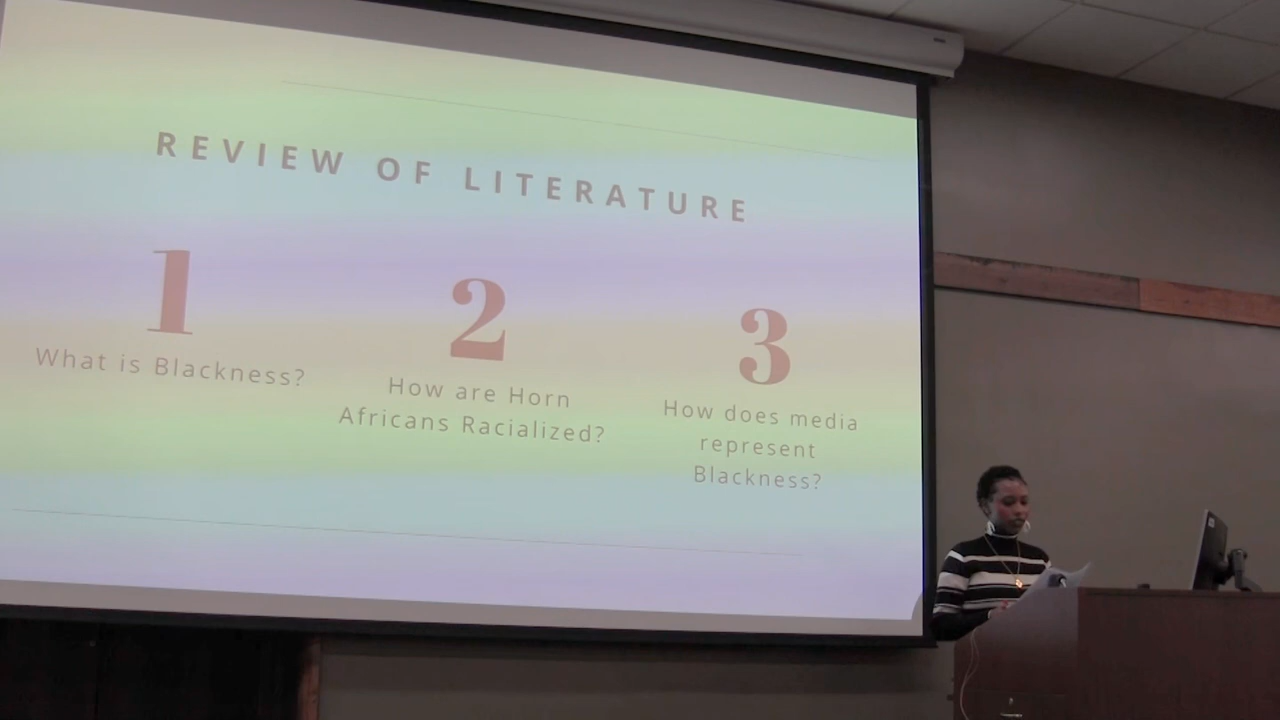 REVIEW OF LITERATURE
1
What is Blackness?
2
How are Horn
Africans Racialized?
3
How does media
represent
Blackness?